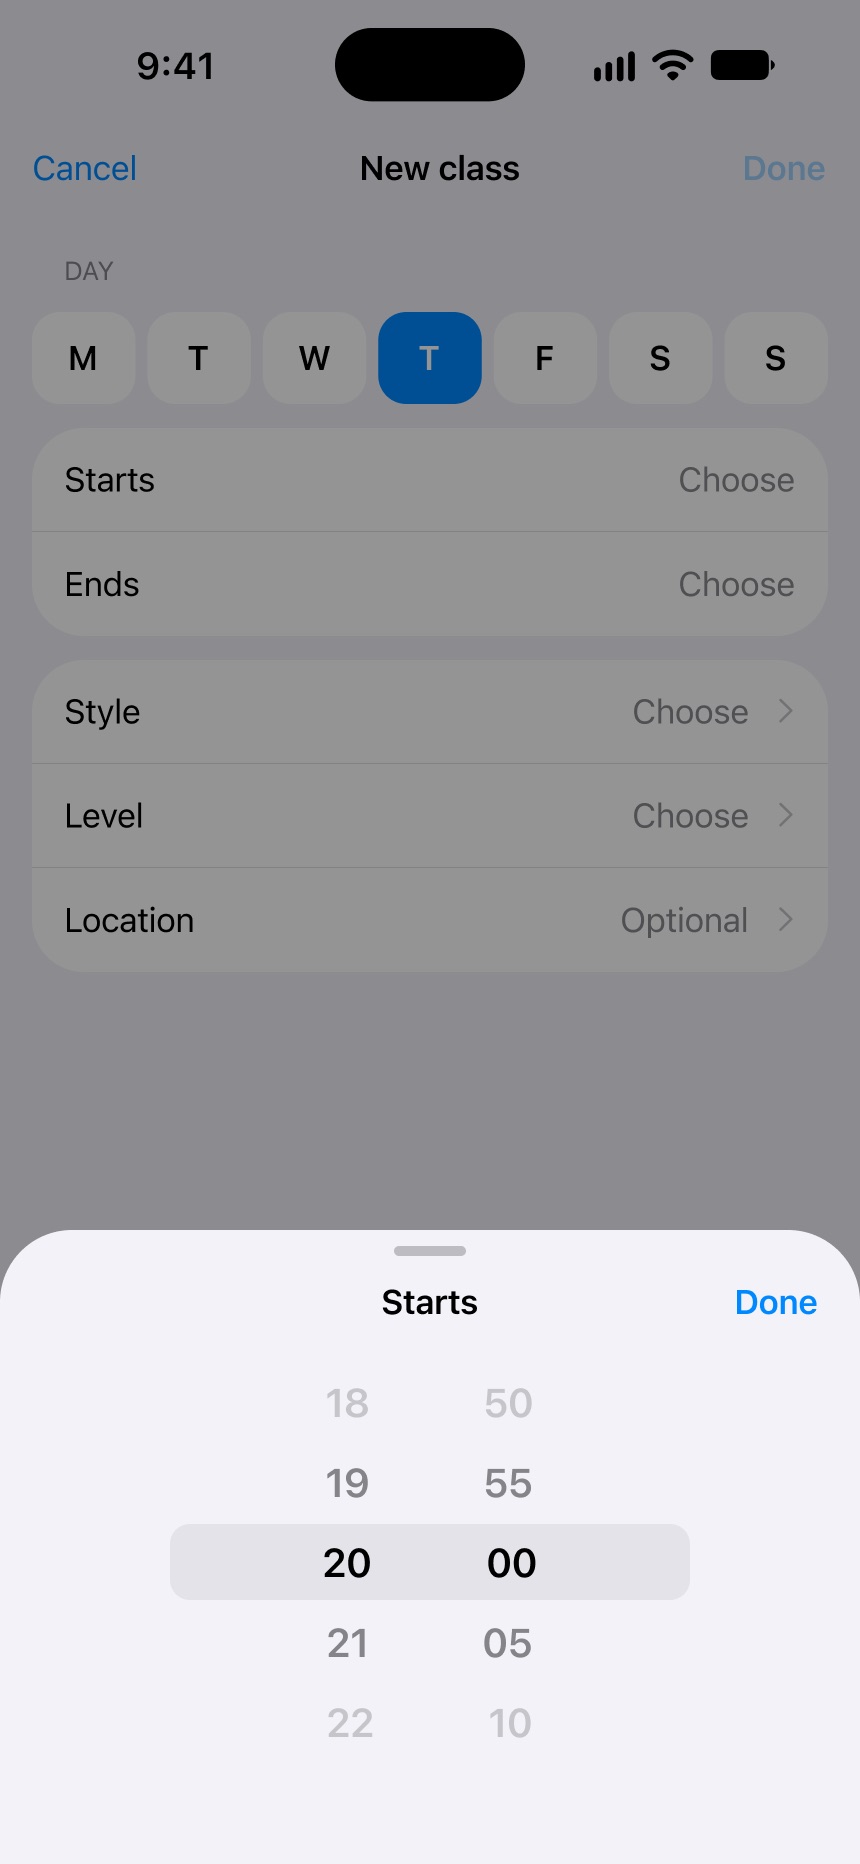 9:41
Cancel New class Done
DAY
M T W T F S S
Starts Choose
Ends Choose
Style Choose
Level Choose
Location Optional
Starts Done
18 50
19 55
20 00
21 05
22 10